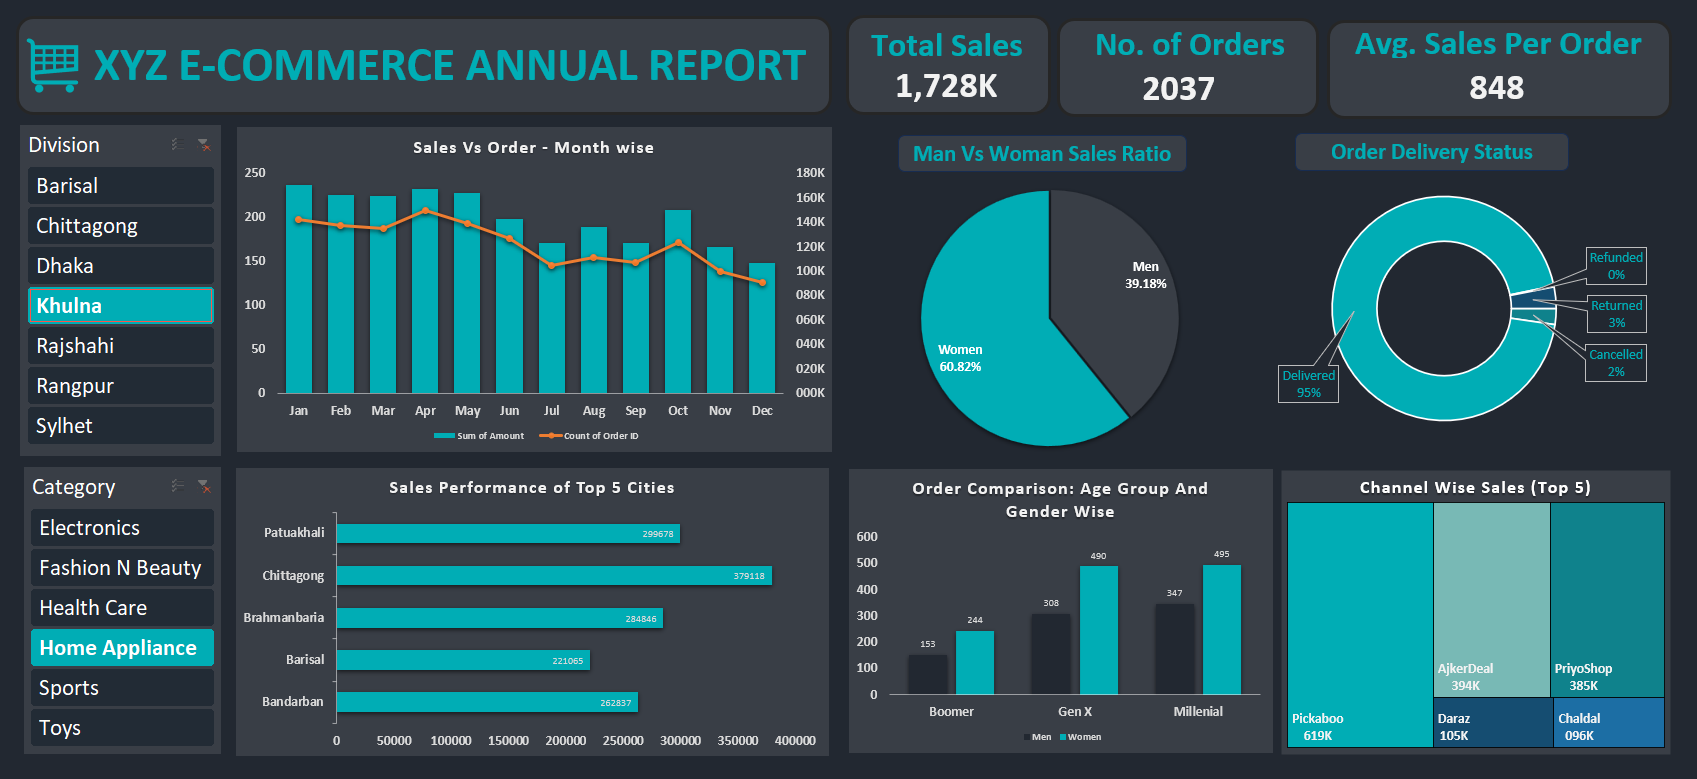 XYZ E-COMMERCE ANNUAL REPORT
Total Sales
1,728K
No. of Orders
2037
Avg. Sales Per Order
848
Division
Barisal
Chittagong
Dhaka
Khulna
Rajshahi
Rangpur
Sylhet
Sales Vs Order - Month wise
250
200
150
100
50
0
180K
160K
140K
120K
100K
080K
060K
040K
020K
000K
Jan Feb Mar Apr May Jun Jul Aug Sep Oct Nov Dec
Sum of Amount Count of Order ID
Man Vs Woman Sales Ratio
Men
39.18%
Women
60.82%
Order Delivery Status
Refunded
0%
Returned
3%
Cancelled
2%
Delivered
95%
Category
Electronics
Fashion N Beauty
Health Care
Home Appliance
Sports
Toys
Sales Performance of Top 5 Cities
Patuakhali 299678
Chittagong 379118
Brahmanbaria 284846
Barisal 221065
Bandarban 262837
0 50000 100000 150000 200000 250000 300000 350000 400000
Order Comparison: Age Group And
Gender Wise
600
500
400
300
200
100
0
153 244 308 490 347 495
Boomer Gen X Millenial
Men Women
Channel Wise Sales (Top 5)
Pickaboo
619K
AjkerDeal
394K
PriyoShop
385K
Daraz
105K
Chaldal
096K